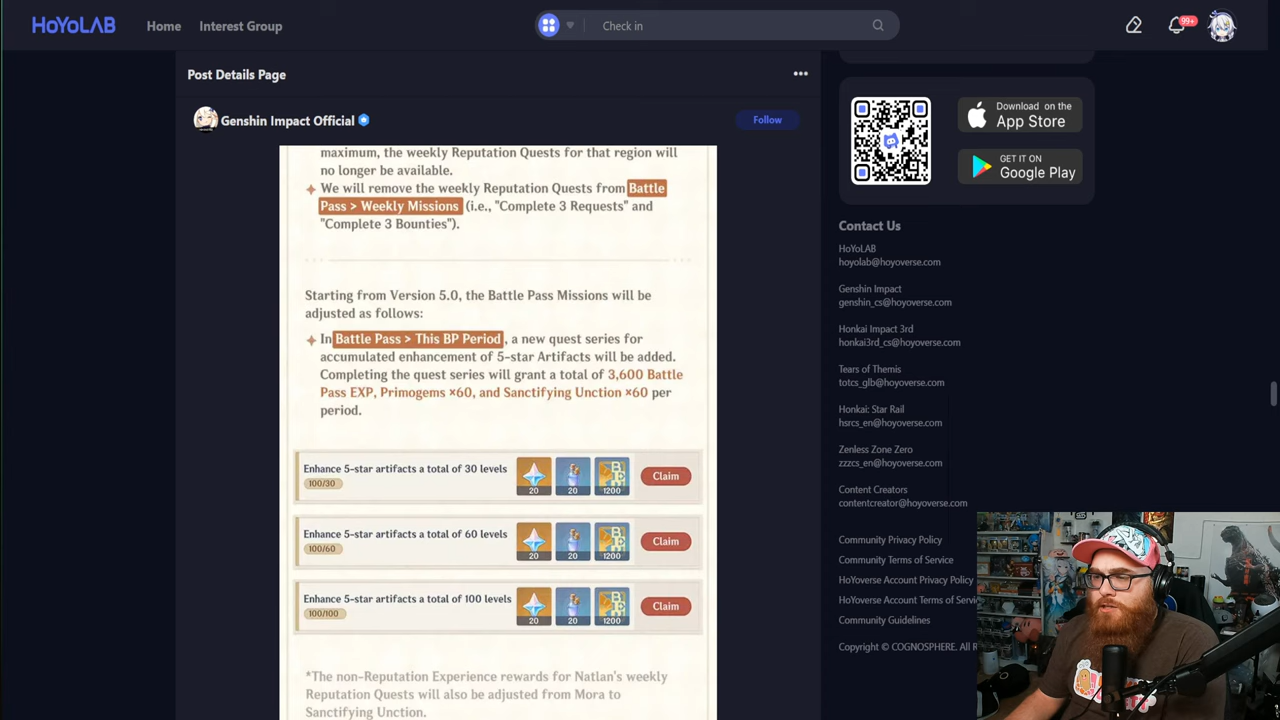 HoYoLAB
Home
Interest Group
Check in
99+
Post Details Page
Genshin Impact Official
Follow
maximum, the weekly Reputation Quests for that region will
no longer be available.
We will remove the weekly Reputation Quests from Battle
Pass > Weekly Missions (i.e., "Complete 3 Requests" and
"Complete 3 Bounties").
Starting from Version 5.0, the Battle Pass Missions will be
adjusted as follows:
In Battle Pass > This BP Period, a new quest series for
accumulated enhancement of 5-star Artifacts will be added.
Completing the quest series will grant a total of 3,600 Battle
Pass EXP, Primogems ×60, and Sanctifying Unction ×60 per
period.
Enhance 5-star artifacts a total of 30 levels
100/30
20
20
1200
Claim
Enhance 5-star artifacts a total of 60 levels
100/60
20
20
1200
Claim
Enhance 5-star artifacts a total of 100 levels
100/100
20
20
1200
Claim
*The non-Reputation Experience rewards for Natlan's weekly
Reputation Quests will also be adjusted from Mora to
Sanctifying Unction.
Download on the
App Store
GET IT ON
Google Play
Contact Us
HoYoLAB
hoyolab@hoyoverse.com
Genshin Impact
genshin_cs@hoyoverse.com
Honkai Impact 3rd
honkai3rd_cs@hoyoverse.com
Tears of Themis
totcs_glb@hoyoverse.com
Honkai: Star Rail
hsrcs_en@hoyoverse.com
Zenless Zone Zero
zzzcs_en@hoyoverse.com
Content Creators
contentcreator@hoyoverse.com
Community Privacy Policy
Community Terms of Service
HoYoverse Account Privacy Policy
HoYoverse Account Terms of Servic
Community Guidelines
Copyright © COGNOSPHERE. All R